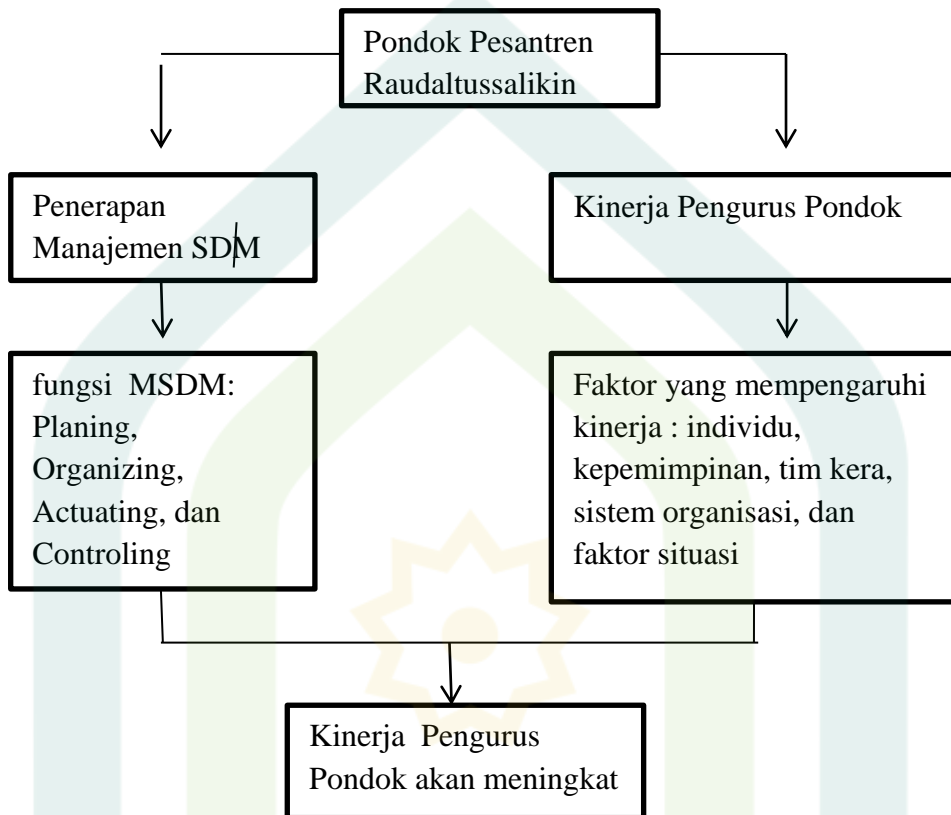 Pondok Pesantren
Raudaltussalikin
Penerapan
Manajemen SDM
Kinerja Pengurus Pondok
fungsi MSDM:
Planing,
Organizing,
Actuating, dan
Controling
Faktor yang mempengaruhi
kinerja : individu,
kepemimpinan, tim kera,
sistem organisasi, dan
faktor situasi
Kinerja Pengurus
Pondok akan meningkat